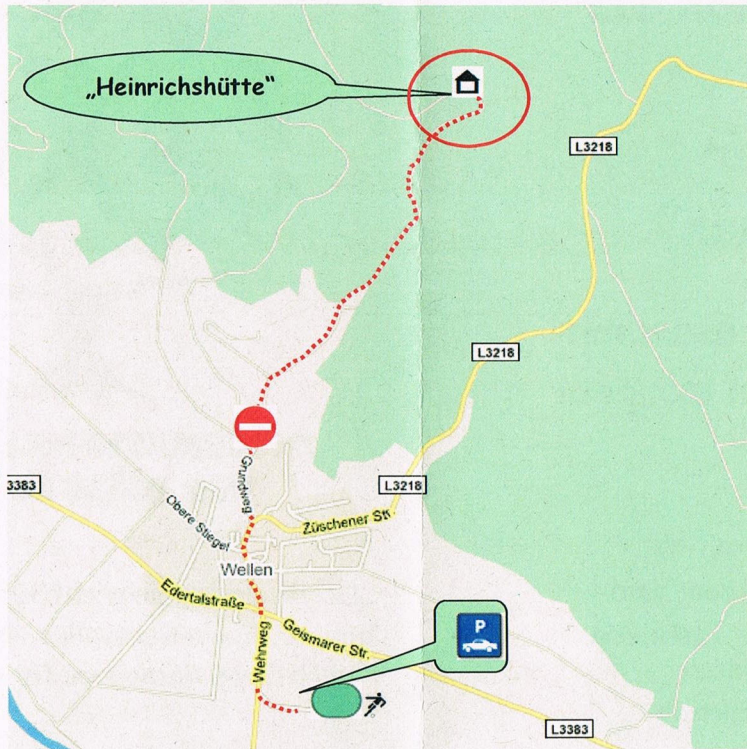 „Heinrichshütte“
L3218
L3218
3383
L3218
Grundweg
Obere Stiegel
Züschener Str.
Wellen
Edertalstraße
Geismarer Str.
Wehrweg
P
L3383